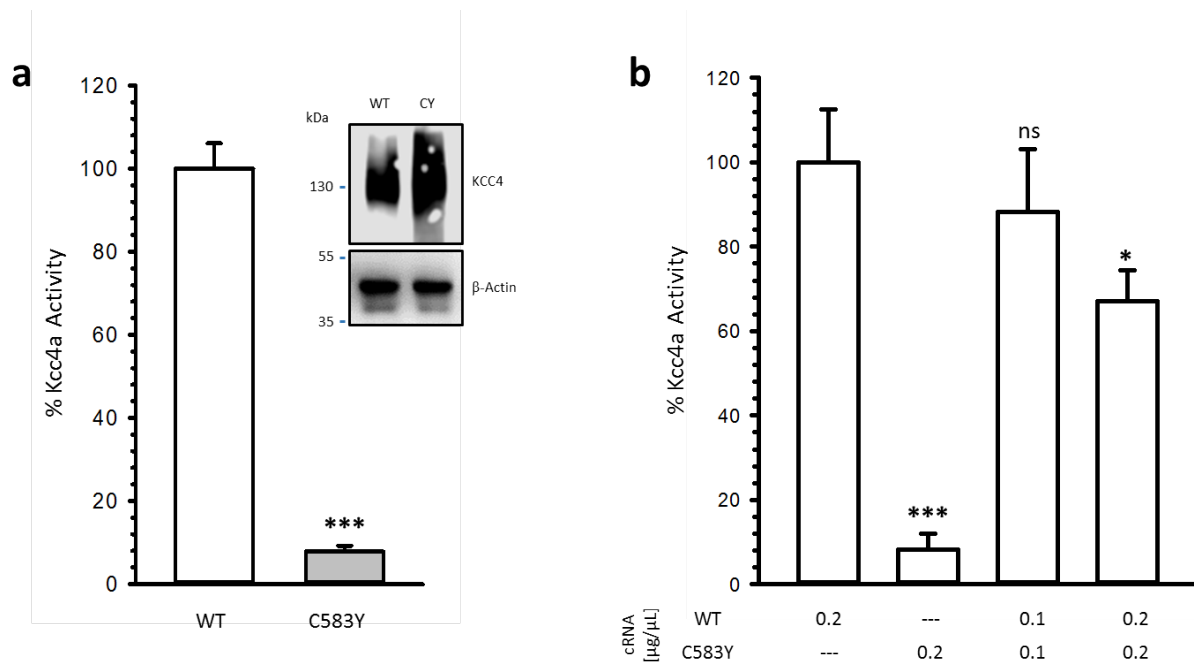 a
% Kcc4a Activity
120
100
80
60
40
20
0
***
WT C583Y
WT CY
kDa
130
KCC4
55
β-Actin
35
b
% Kcc4a Activity
120
100
80
60
40
20
0
***
ns
*
cRNA
[µg/µL]
WT 0.2 --- 0.1 0.2
C583Y --- 0.2 0.1 0.2